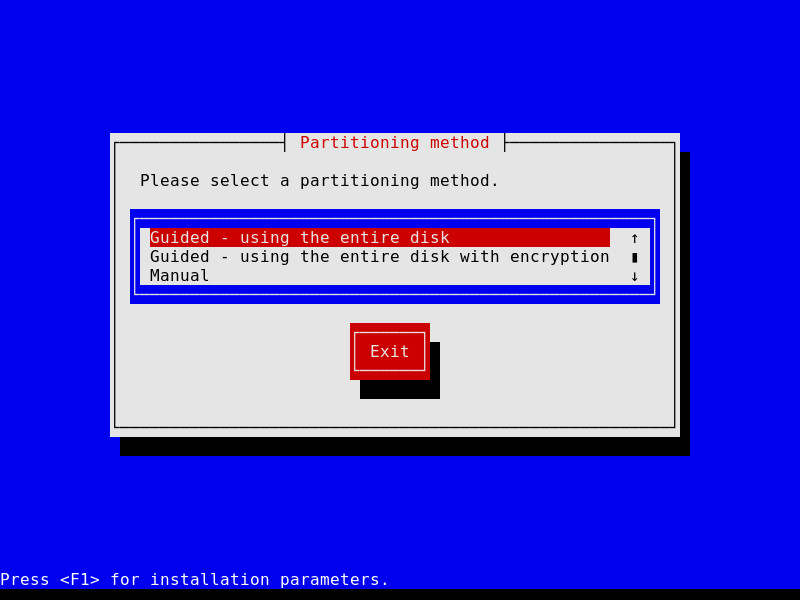 Partitioning method
Please select a partitioning method.
Guided - using the entire disk
Guided - using the entire disk with encryption
Manual
Exit
Press <F1> for installation parameters.